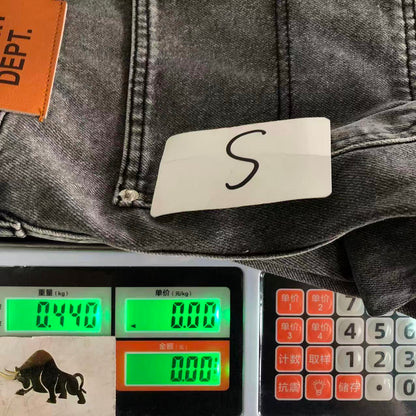 DEPT.
S
重量(kg)
单价(元/kg)
0.440
0.00
金额(元)
0.00
单价1 单价2 7
单价3 单价4 4 5 6
计数 取样 1 2 3
抗震 储存 • 0